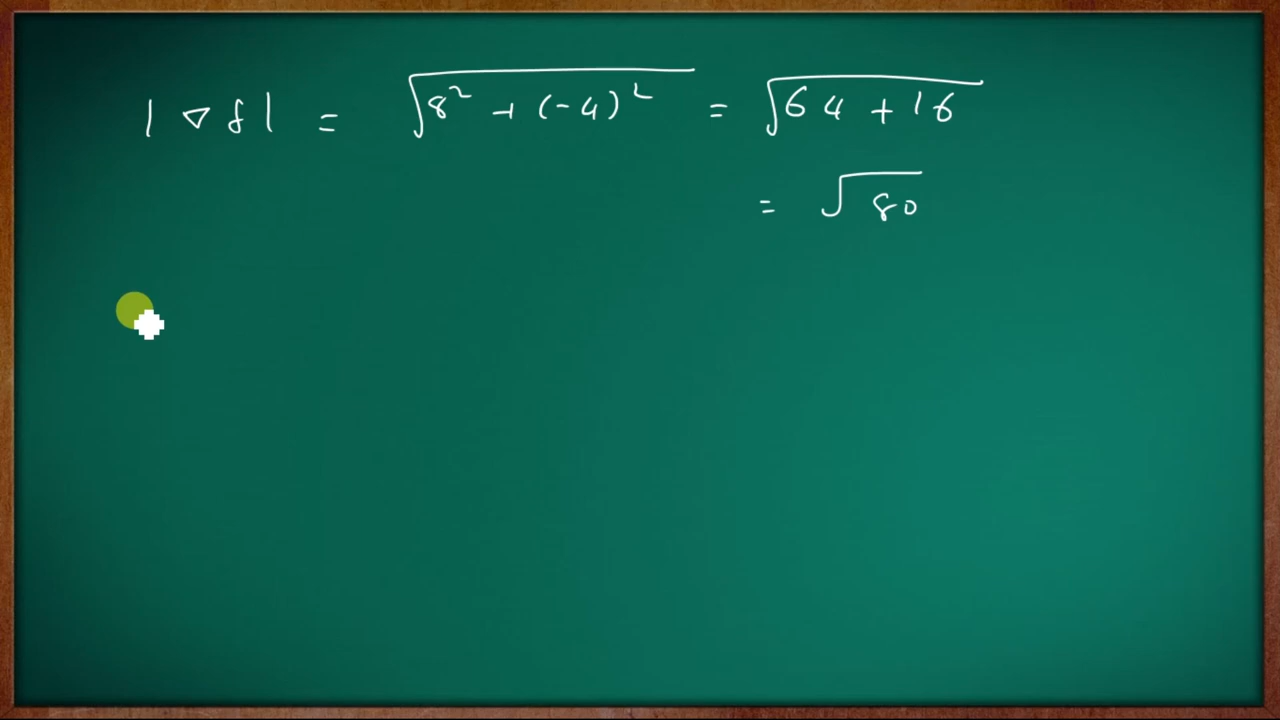 |∇f| = √(8² + (-4)²) = √(64 + 16)
= √80